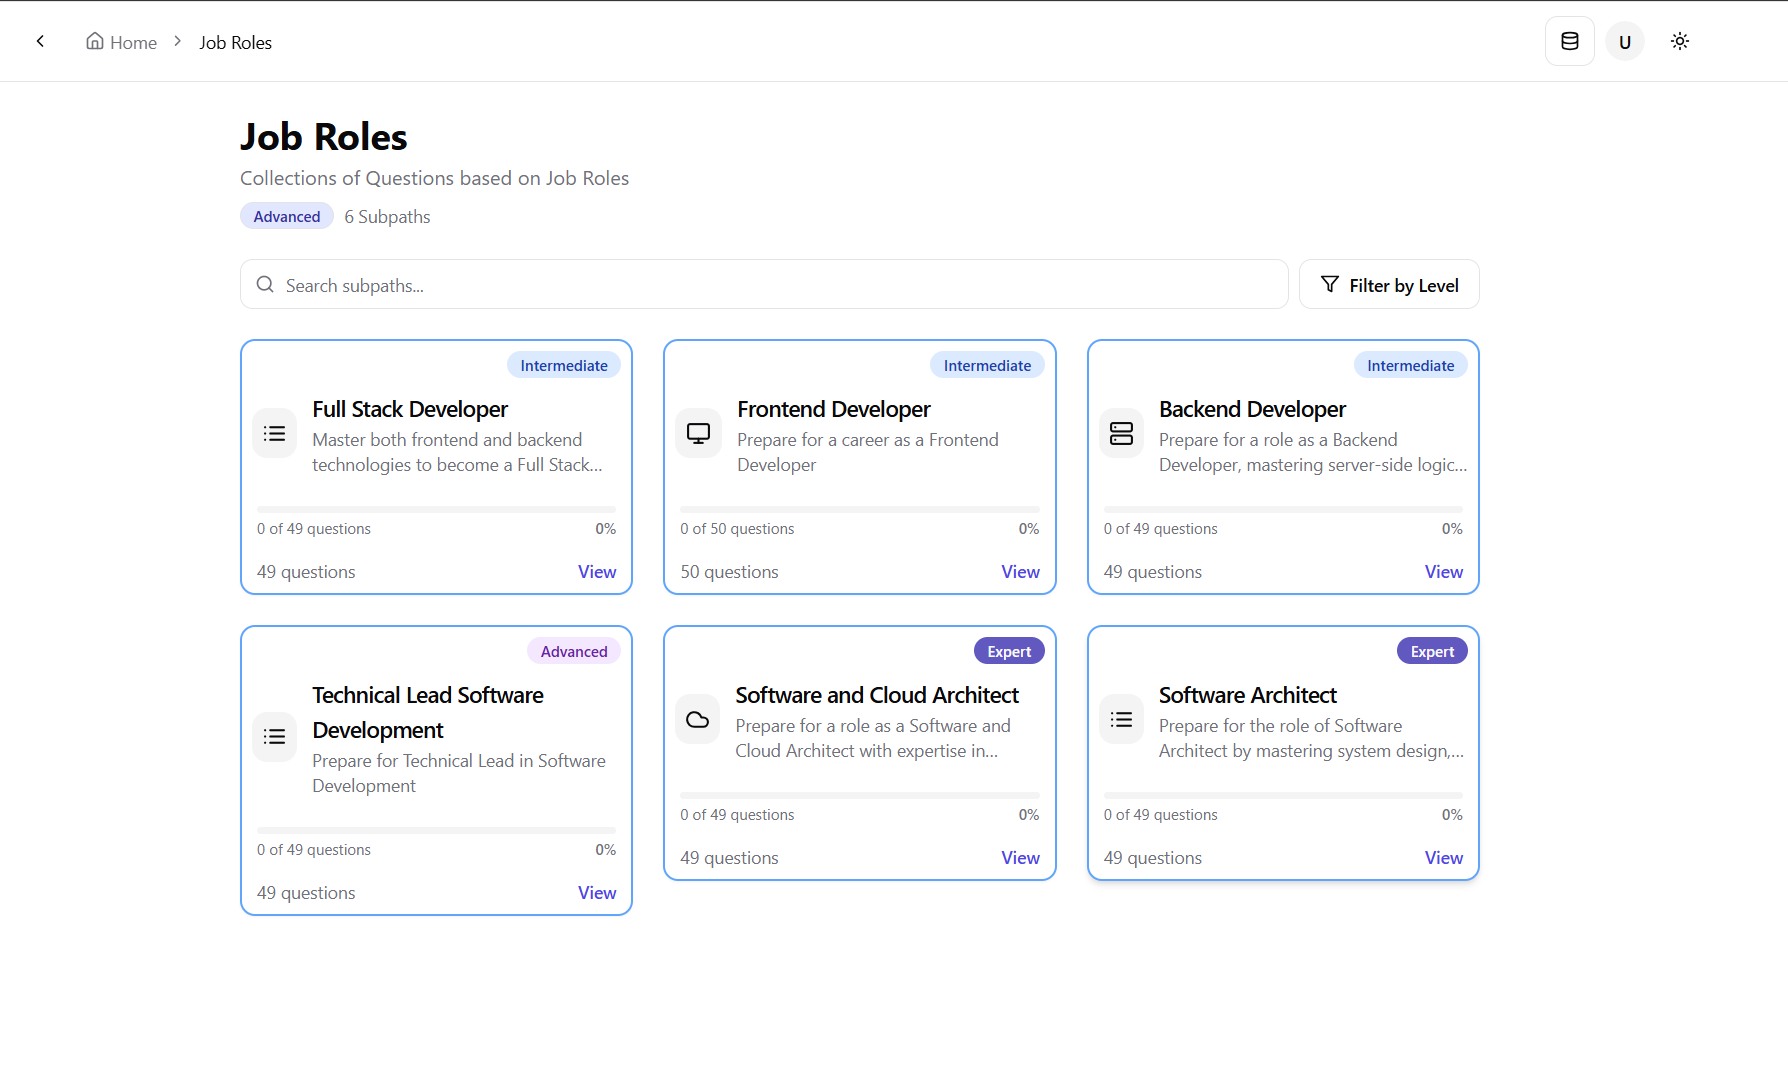 Home
Job Roles
U
Job Roles
Collections of Questions based on Job Roles
Advanced
6 Subpaths
Search subpaths...
Filter by Level
Intermediate
Full Stack Developer
Master both frontend and backend
technologies to become a Full Stack...
0 of 49 questions
0%
49 questions
View
Intermediate
Frontend Developer
Prepare for a career as a Frontend
Developer
0 of 50 questions
0%
50 questions
View
Intermediate
Backend Developer
Prepare for a role as a Backend
Developer, mastering server-side logic...
0 of 49 questions
0%
49 questions
View
Advanced
Technical Lead Software
Development
Prepare for Technical Lead in Software
Development
0 of 49 questions
0%
49 questions
View
Expert
Software and Cloud Architect
Prepare for a role as a Software and
Cloud Architect with expertise in...
0 of 49 questions
0%
49 questions
View
Expert
Software Architect
Prepare for the role of Software
Architect by mastering system design,...
0 of 49 questions
0%
49 questions
View